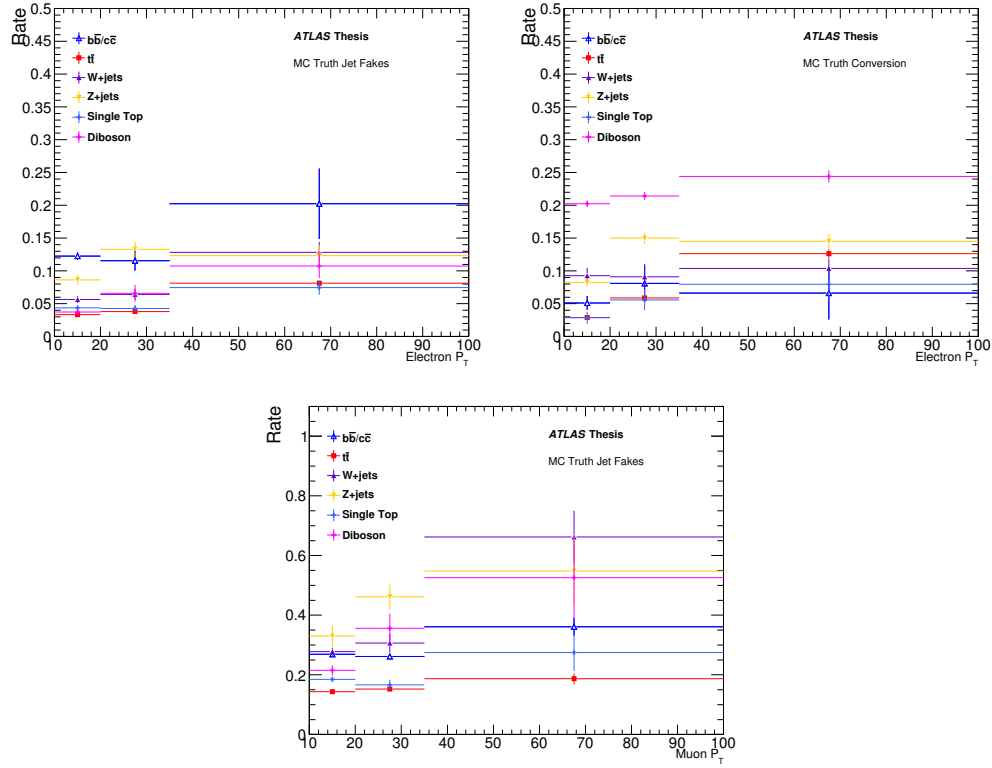 Rate
0.5
0.45
0.4
0.35
0.3
0.25
0.2
0.15
0.1
0.05
0
bb̅/cc̅
tt̅
W+jets
Z+jets
Single Top
Diboson
ATLAS Thesis
MC Truth Jet Fakes
10 20 30 40 50 60 70 80 90 100
Electron P_T
Rate
0.5
0.45
0.4
0.35
0.3
0.25
0.2
0.15
0.1
0.05
0
bb̅/cc̅
tt̅
W+jets
Z+jets
Single Top
Diboson
ATLAS Thesis
MC Truth Conversion
10 20 30 40 50 60 70 80 90 100
Electron P_T
Rate
1
0.8
0.6
0.4
0.2
0
bb̅/cc̅
tt̅
W+jets
Z+jets
Single Top
Diboson
ATLAS Thesis
MC Truth Jet Fakes
10 20 30 40 50 60 70 80 90 100
Muon P_T